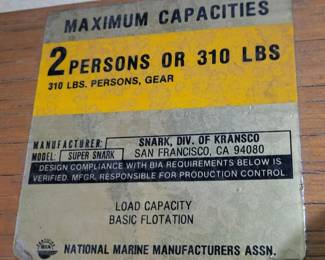 MAXIMUM CAPACITIES
2 PERSONS OR 310 LBS
310 LBS. PERSONS, GEAR
MANUFACTURER: SNARK, DIV. OF KRANSCO
MODEL: SUPER SNARK SAN FRANCISCO, CA 94080
DESIGN COMPLIANCE WITH BIA REQUIREMENTS BELOW IS
VERIFIED. MFGR. RESPONSIBLE FOR PRODUCTION CONTROL
LOAD CAPACITY
BASIC FLOTATION
NATIONAL MARINE MANUFACTURERS ASSN.